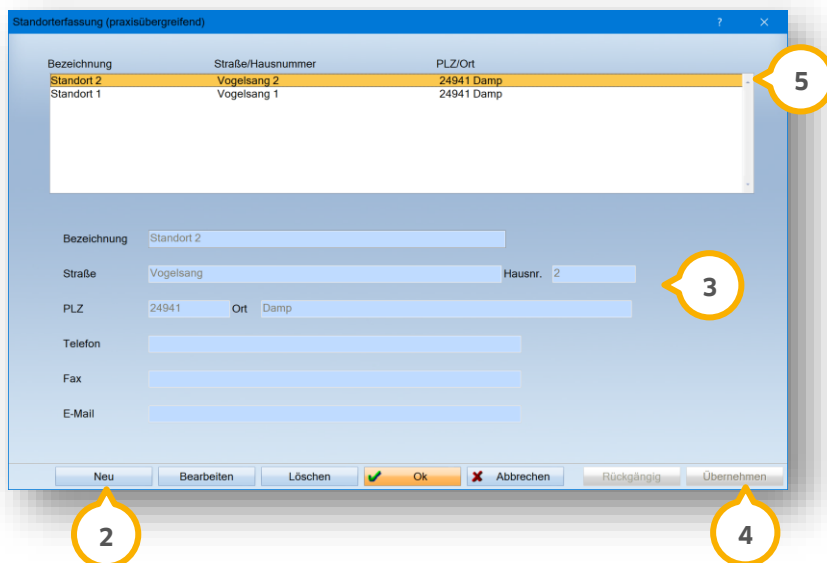 Standorterfassung (praxisübergreifend) ?
Bezeichnung Straße/Hausnummer PLZ/Ort
Standort 2 Vogelsang 2 24941 Damp
Standort 1 Vogelsang 1 24941 Damp
5
Bezeichnung Standort 2
Straße Vogelsang Hausnr. 2
3
PLZ 24941 Ort Damp
Telefon
Fax
E-Mail
Neu Bearbeiten Löschen Ok Abbrechen Rückgängig Übernehmen
2 4